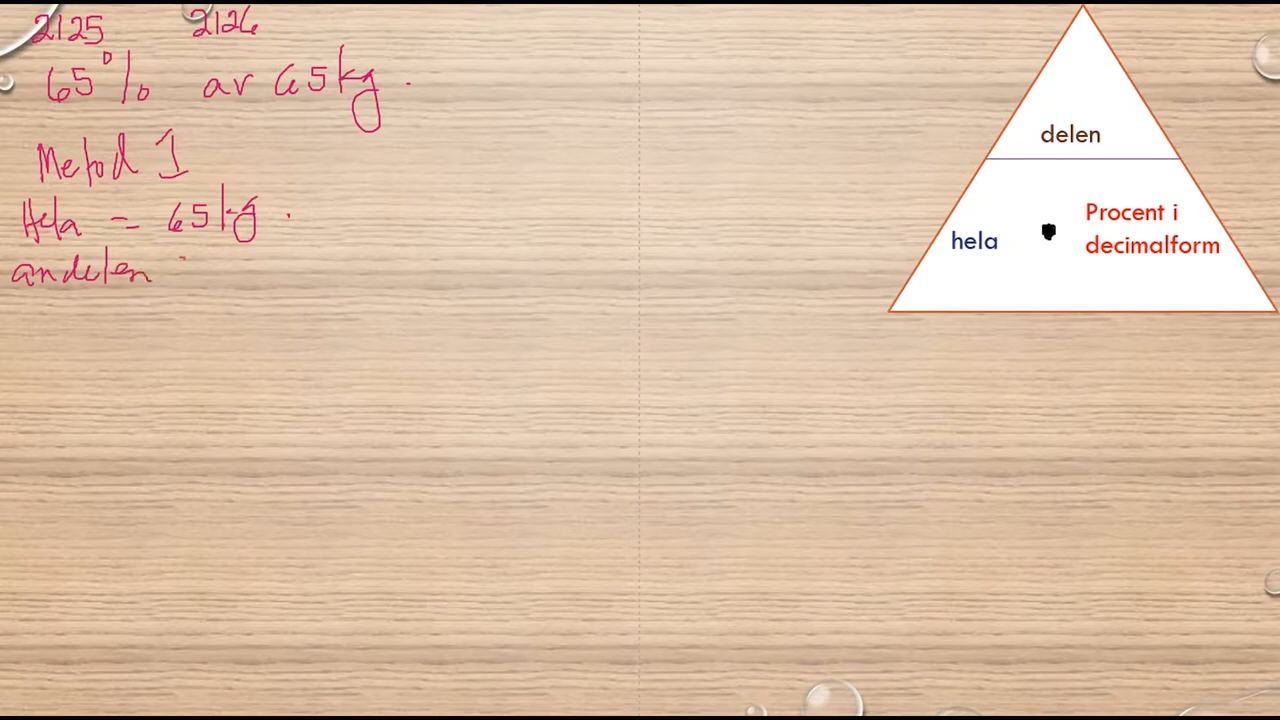 2125 2126
65% av 65kg.
Metod 1
Hela = 65kg.
andelen
delen
hela • Procent i
decimalform